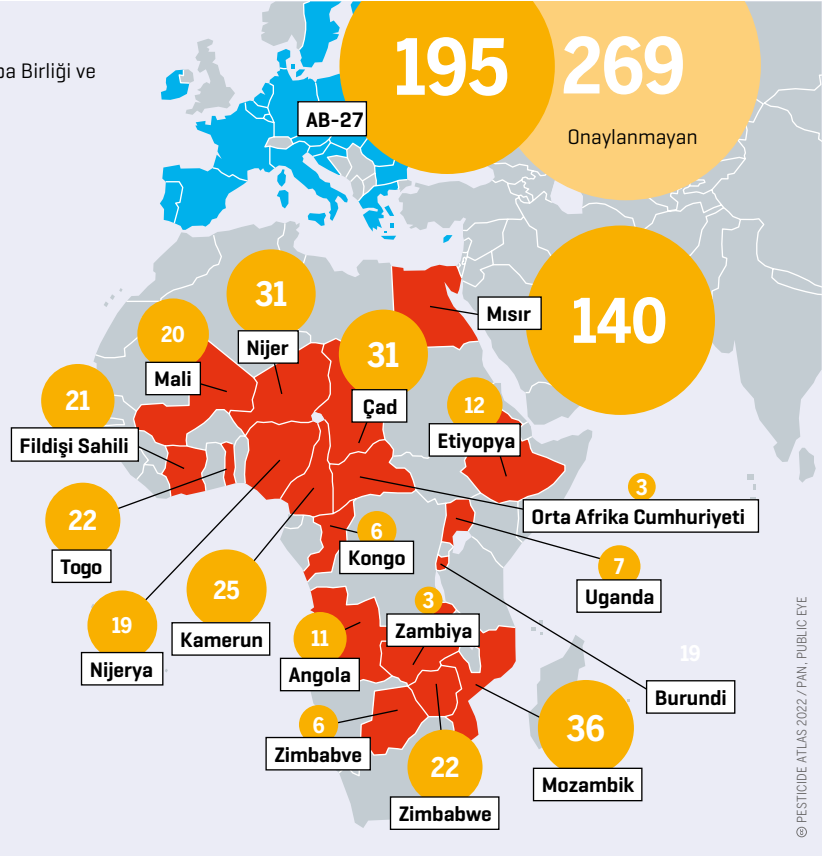 195
269
pa Birliği ve
AB-27
Onaylanmayan
31
140
Mısır
20
Nijer
31
Mali
21
Çad
12
Fildişi Sahili
Etiyopya
3
22
Orta Afrika Cumhuriyeti
6
Togo
Kongo
7
25
Uganda
3
19
Kamerun
11
Zambiya
19
Nijerya
Angola
Burundi
6
36
Zimbabve
22
Mozambik
Zimbabwe
© PESTICIDE ATLAS 2022 / PAN, PUBLIC EYE